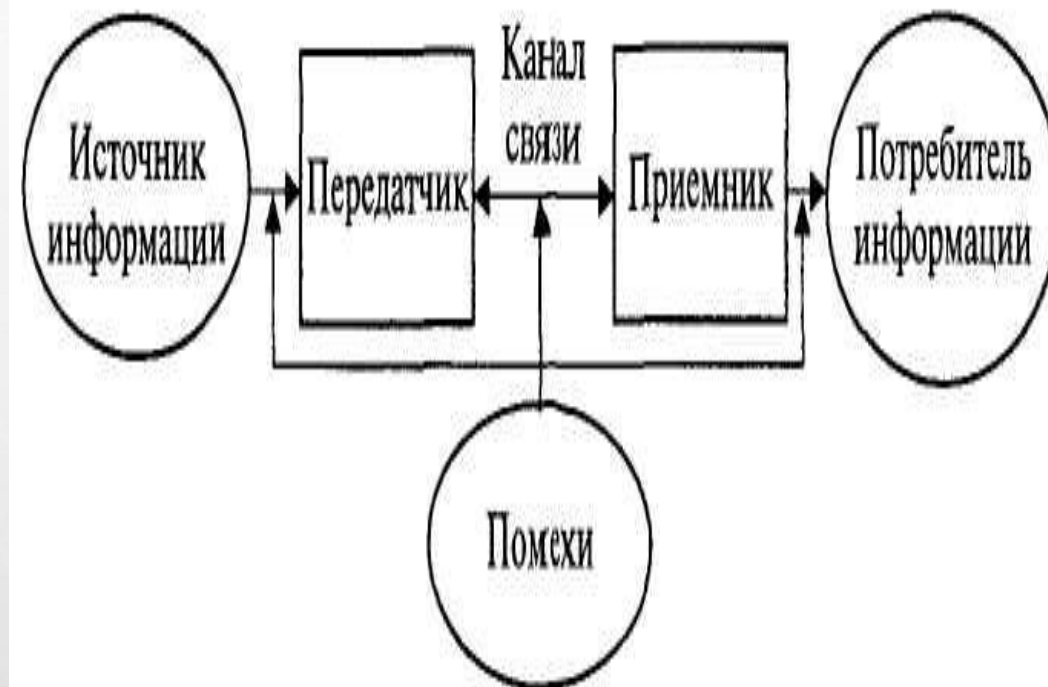 Источник
информации
Передатчик
Канал
связи
Приемник
Потребитель
информации
Помехи